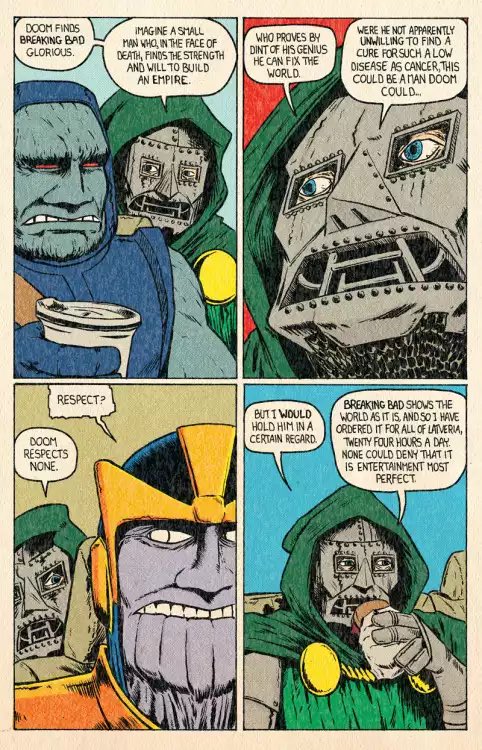 DOOM FINDS
BREAKING BAD
GLORIOUS.
IMAGINE A SMALL
MAN WHO, IN THE FACE OF
DEATH, FINDS THE STRENGTH
AND WILL TO BUILD
AN EMPIRE.
WHO PROVES BY
DINT OF HIS GENIUS
HE CAN FIX THE
WORLD.
WERE HE NOT APPARENTLY
UNWILLING TO FIND A
CURE FOR SUCH A LOW
DISEASE AS CANCER, THIS
COULD BE A MAN DOOM
COULD...
RESPECT?
DOOM
RESPECTS
NONE.
BUT I WOULD
HOLD HIM IN A
CERTAIN REGARD.
BREAKING BAD SHOWS THE
WORLD AS IT IS, AND SO I HAVE
ORDERED IT FOR ALL OF LATVERIA,
TWENTY FOUR HOURS A DAY.
NONE COULD DENY THAT IT
IS ENTERTAINMENT MOST
PERFECT.